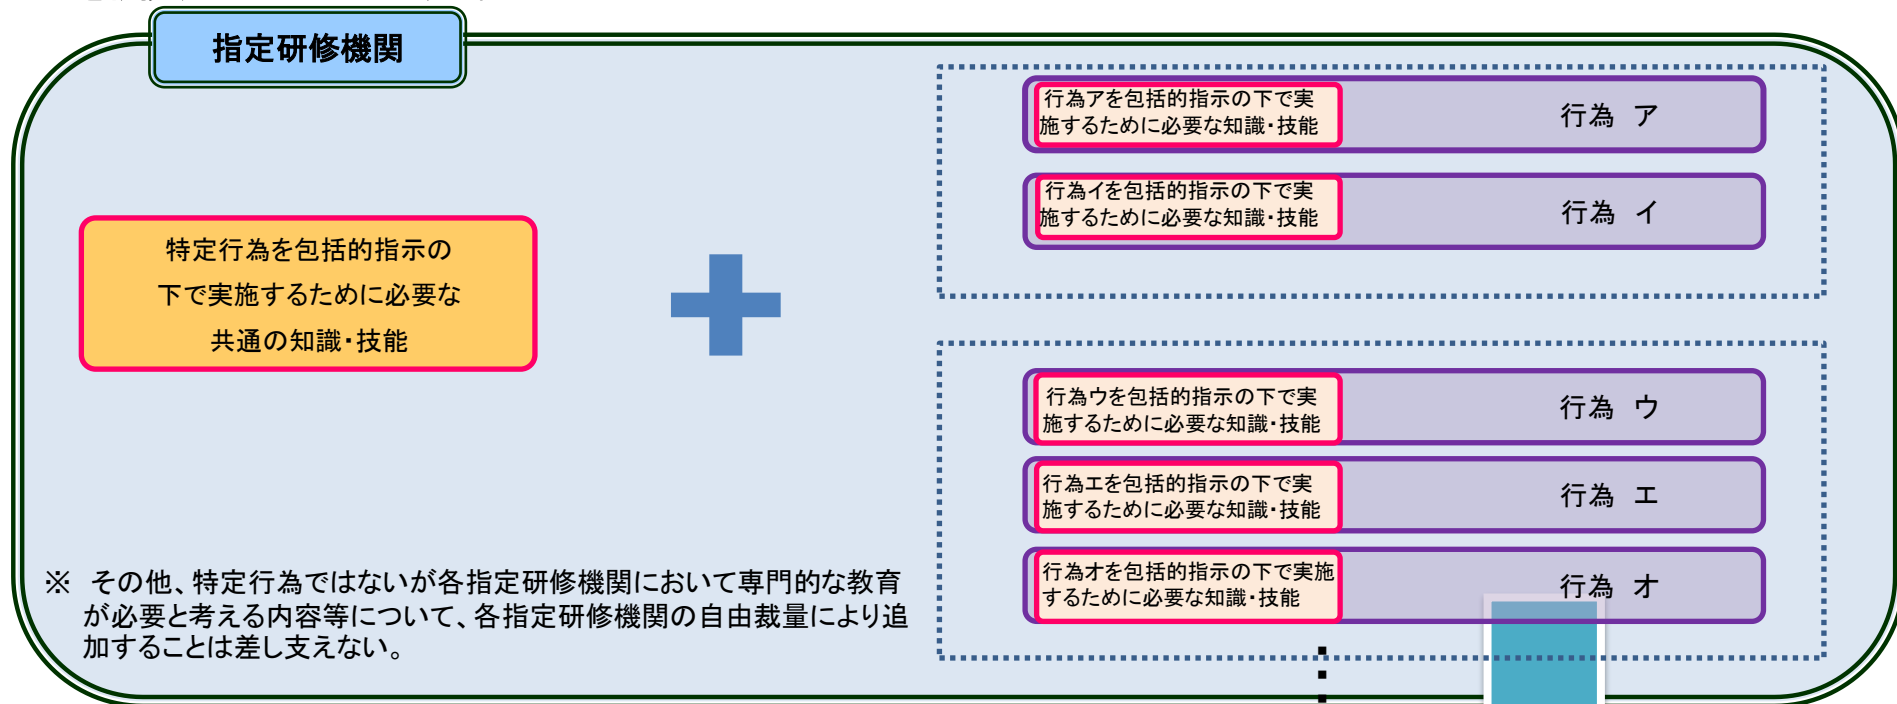 指定研修機関
特定行為を包括的指示の
下で実施するために必要な
共通の知識・技能
行為アを包括的指示の下で実
施するために必要な知識・技能
行為 ア
行為イを包括的指示の下で実
施するために必要な知識・技能
行為 イ
行為ウを包括的指示の下で実
施するために必要な知識・技能
行為 ウ
行為エを包括的指示の下で実
施するために必要な知識・技能
行為 エ
行為オを包括的指示の下で実施
するために必要な知識・技能
行為 オ
※ その他、特定行為ではないが各指定研修機関において専門的な教育
が必要と考える内容等について、各指定研修機関の自由裁量により追
加することは差し支えない。